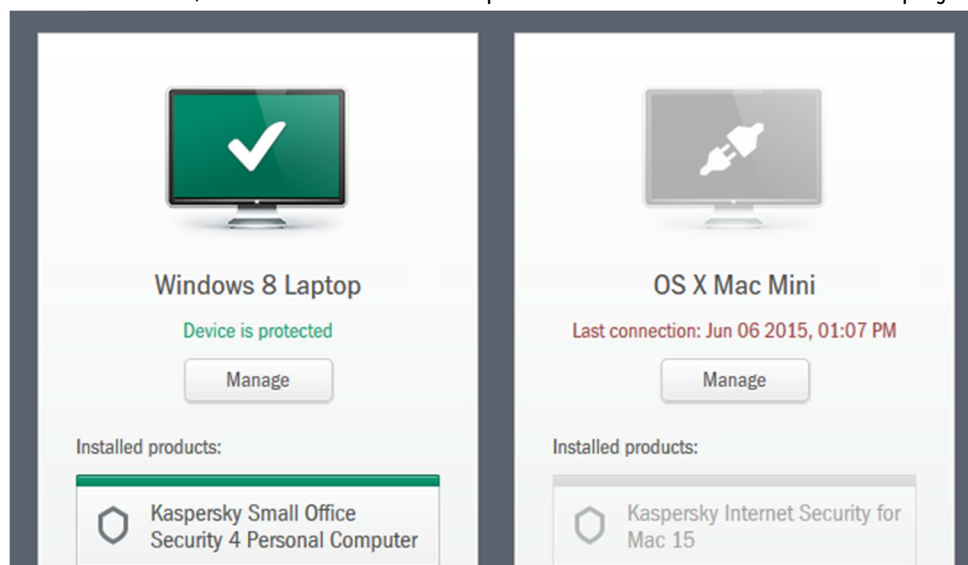 Windows 8 Laptop
Device is protected
Manage
Installed products:
Kaspersky Small Office
Security 4 Personal Computer
OS X Mac Mini
Last connection: Jun 06 2015, 01:07 PM
Manage
Installed products:
Kaspersky Internet Security for
Mac 15